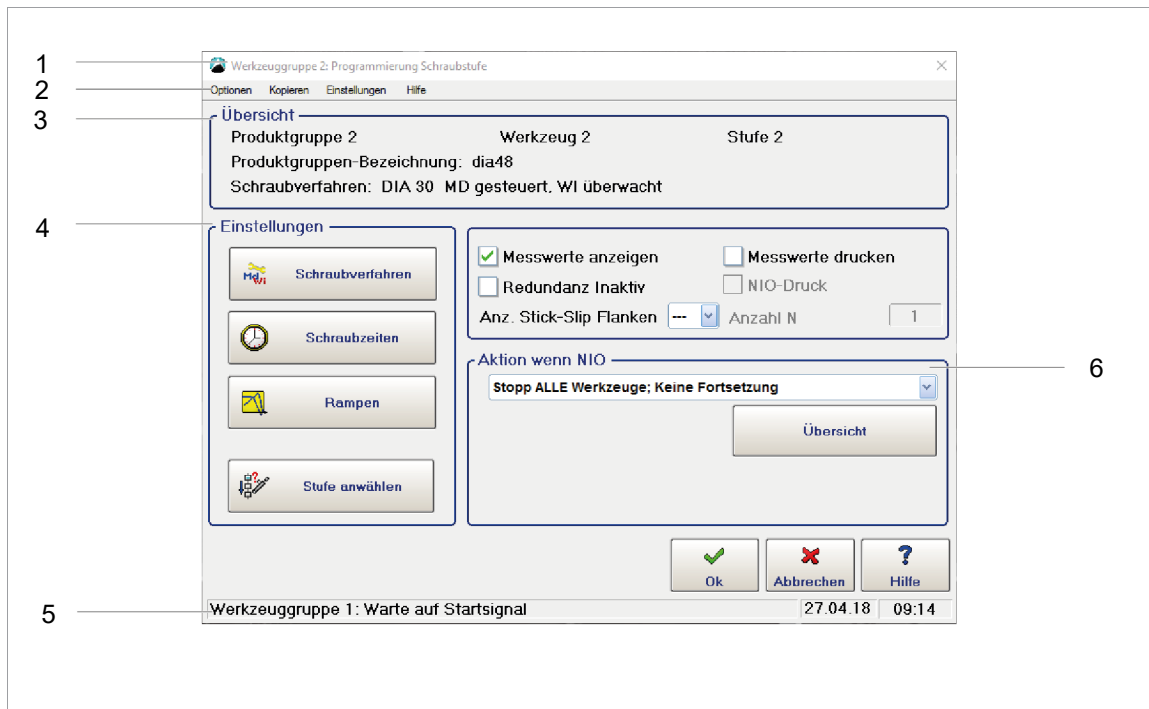 1
Werkzeuggruppe 2: Programmierung Schraubstufe
2
Optionen Kopieren Einstellungen Hilfe
3
Übersicht
Produktgruppe 2 Werkzeug 2 Stufe 2
Produktgruppen-Bezeichnung: dia48
Schraubverfahren: DIA 30 MD gesteuert, WI überwacht
4
Einstellungen
Md Wi Schraubverfahren
Schraubzeiten
Rampen
Stufe anwählen
Messwerte anzeigen Messwerte drucken
Redundanz Inaktiv NIO-Druck
Anz. Stick-Slip Flanken --- Anzahl N 1
Aktion wenn NIO
6
Stopp ALLE Werkzeuge; Keine Fortsetzung
Übersicht
Ok Abbrechen Hilfe
5
Werkzeuggruppe 1: Warte auf Startsignal 27.04.18 09:14